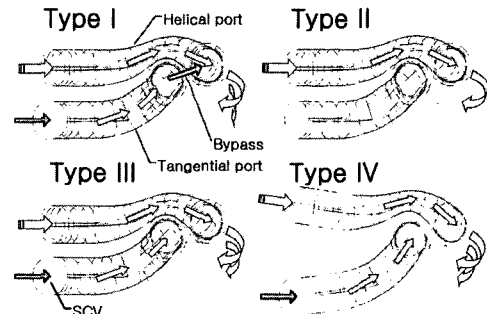 Type I
Helical port
Type II
Bypass
Tangential port
Type III
Type IV
SCV